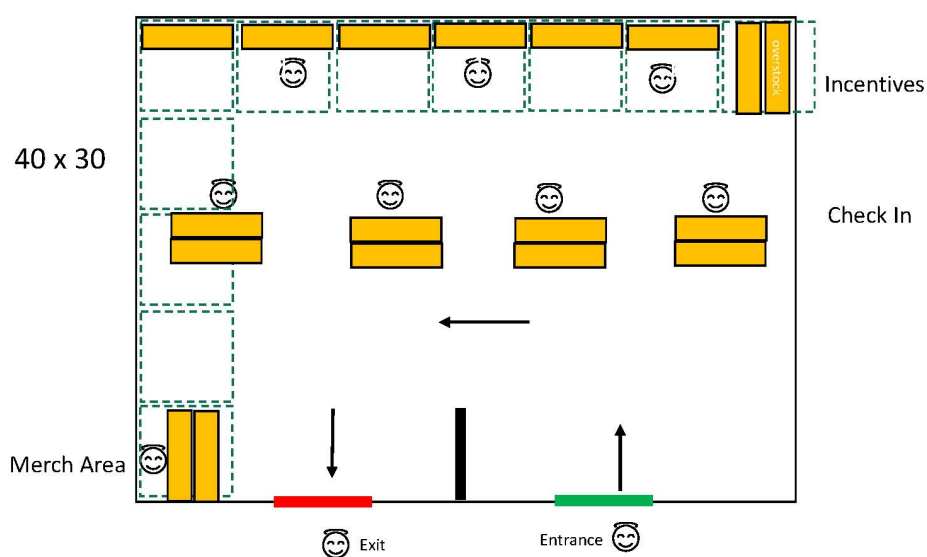 overstock
Incentives
40 x 30
Check In
Merch Area
Exit
Entrance